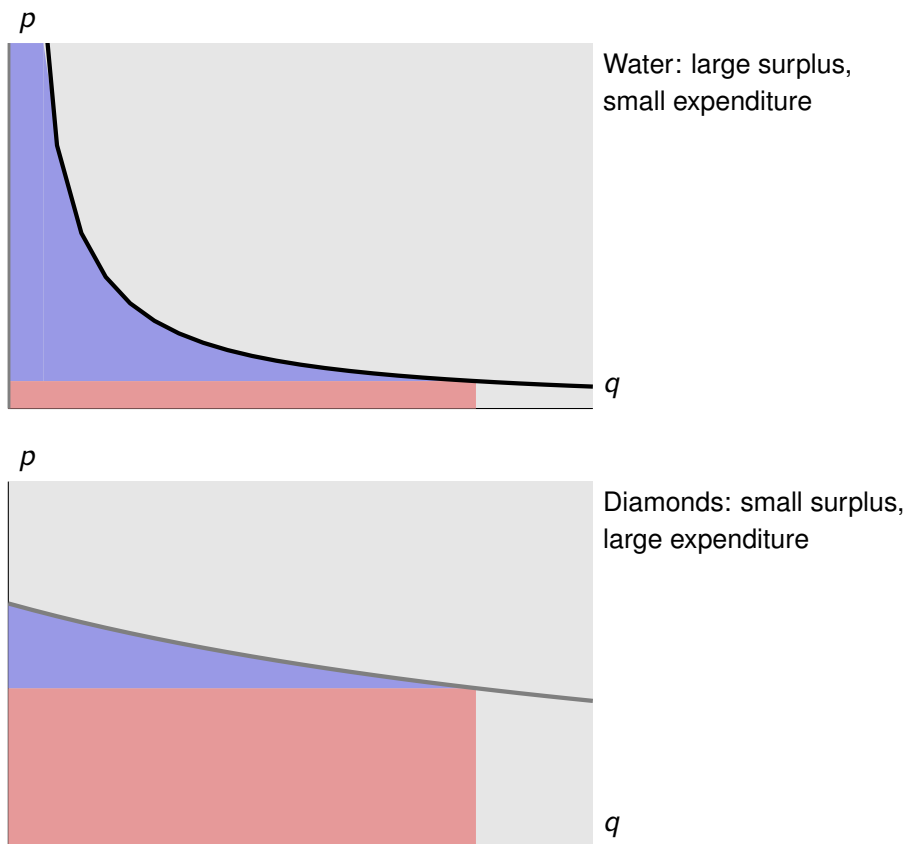 p
Water: large surplus,
small expenditure
q
p
Diamonds: small surplus,
large expenditure
q